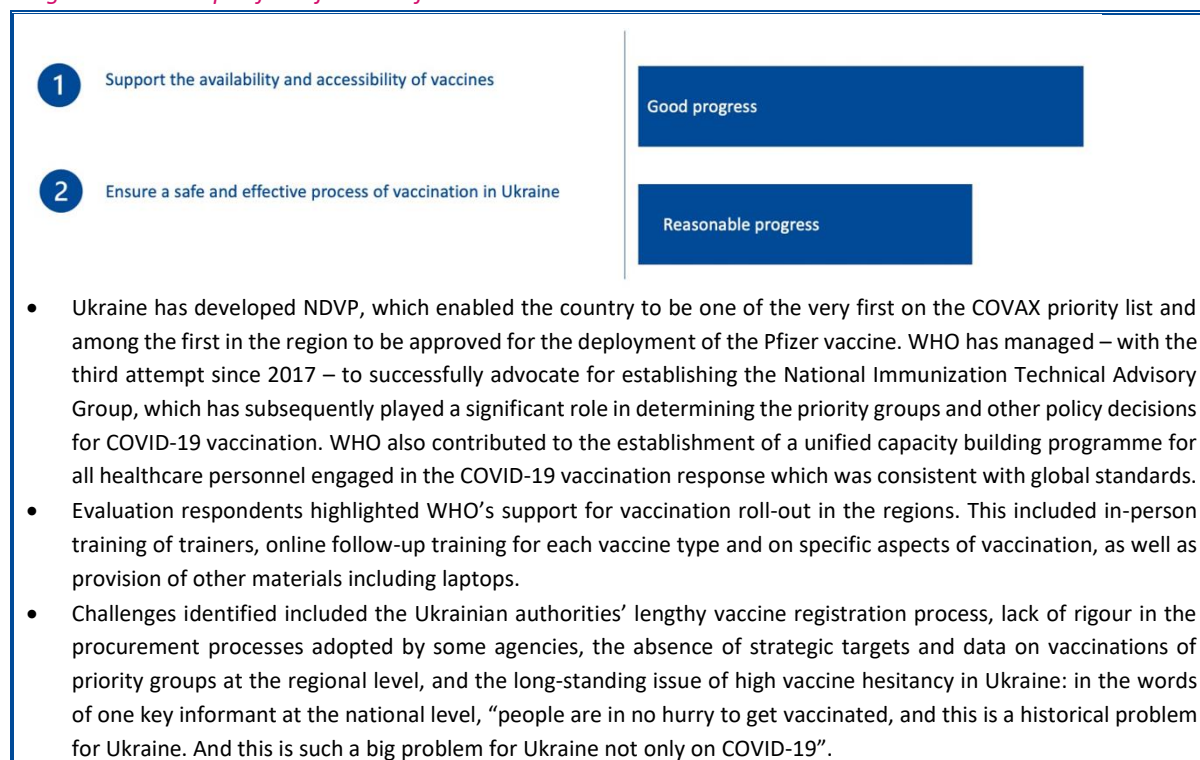 1 Support the availability and accessibility of vaccines
Good progress
2 Ensure a safe and effective process of vaccination in Ukraine
Reasonable progress
• Ukraine has developed NDVP, which enabled the country to be one of the very first on the COVAX priority list and
among the first in the region to be approved for the deployment of the Pfizer vaccine. WHO has managed – with the
third attempt since 2017 – to successfully advocate for establishing the National Immunization Technical Advisory
Group, which has subsequently played a significant role in determining the priority groups and other policy decisions
for COVID-19 vaccination. WHO also contributed to the establishment of a unified capacity building programme for
all healthcare personnel engaged in the COVID-19 vaccination response which was consistent with global standards.
• Evaluation respondents highlighted WHO’s support for vaccination roll-out in the regions. This included in-person
training of trainers, online follow-up training for each vaccine type and on specific aspects of vaccination, as well as
provision of other materials including laptops.
• Challenges identified included the Ukrainian authorities’ lengthy vaccine registration process, lack of rigour in the
procurement processes adopted by some agencies, the absence of strategic targets and data on vaccinations of
priority groups at the regional level, and the long-standing issue of high vaccine hesitancy in Ukraine: in the words
of one key informant at the national level, “people are in no hurry to get vaccinated, and this is a historical problem
for Ukraine. And this is such a big problem for Ukraine not only on COVID-19”.